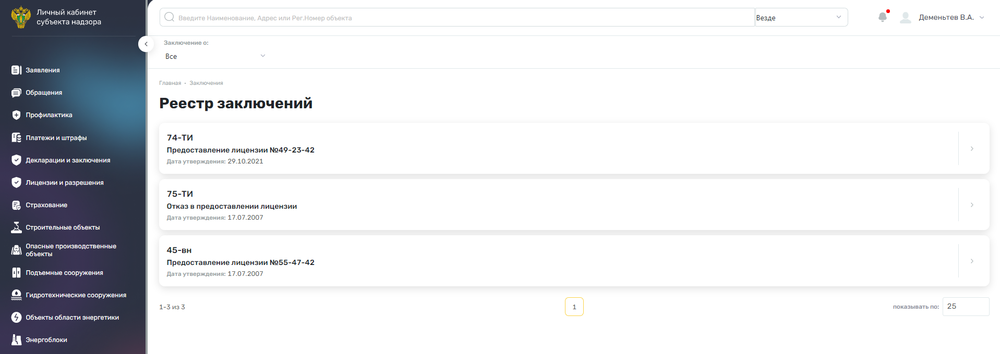 Личный кабинет
субъекта надзора
Заявления
Обращения
Профилактика
Платежи и штрафы
Декларации и заключения
Лицензии и разрешения
Страхование
Строительные объекты
Опасные производственные
объекты
Подъемные сооружения
Гидротехнические сооружения
Объекты области энергетики
Энергоблоки
Введите Наименование, Адрес или Рег.Номер объекта
Везде
Деменьтев В.А.
Заключение о:
Все
Главная • Заключения
Реестр заключений
74-ТИ
Предоставление лицензии №49-23-42
Дата утверждения: 29.10.2021
75-ТИ
Отказ в предоставлении лицензии
Дата утверждения: 17.07.2007
45-вн
Предоставление лицензии №55-47-42
Дата утверждения: 17.07.2007
1-3 из 3
1
показывать по: 25